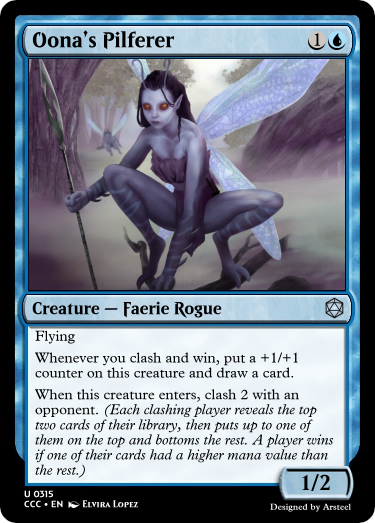 Oona's Pilferer 1
Creature — Faerie Rogue
Flying
Whenever you clash and win, put a +1/+1
counter on this creature and draw a card.
When this creature enters, clash 2 with an
opponent. (Each clashing player reveals the top
two cards of their library, then puts up to one of
them on the top and bottoms the rest. A player wins
if one of their cards had a higher mana value than
the rest.)
1/2
U 0315
CCC • EN Elvira Lopez
Designed by Arsteel